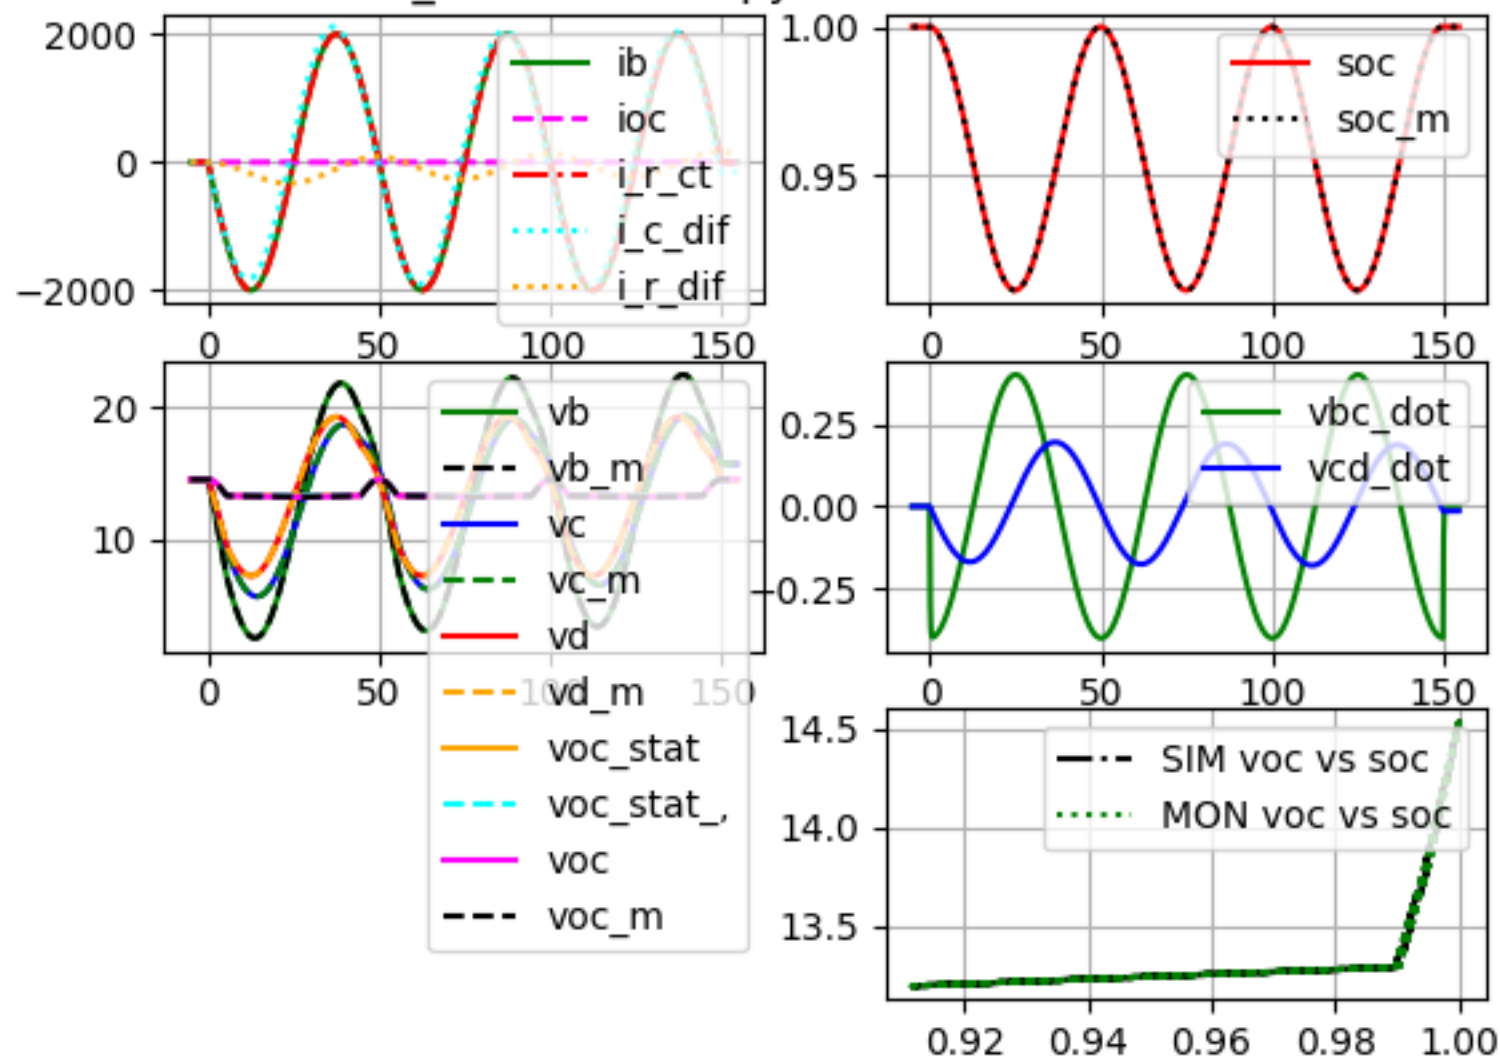 2000
0
−2000
0
50
100
150
ib
ioc
i_r_ct
i_c_dif
i_r_dif
1.00
0.95
0
50
100
150
soc
soc_m
20
10
0
50
100
150
vb
vb_m
vc
vc_m
vd
vd_m
voc_stat
voc_stat_,
voc
voc_m
0.25
0.00
−0.25
0
50
100
150
vbc_dot
vcd_dot
14.5
14.0
13.5
0.92
0.94
0.96
0.98
1.00
SIM voc vs soc
MON voc vs soc